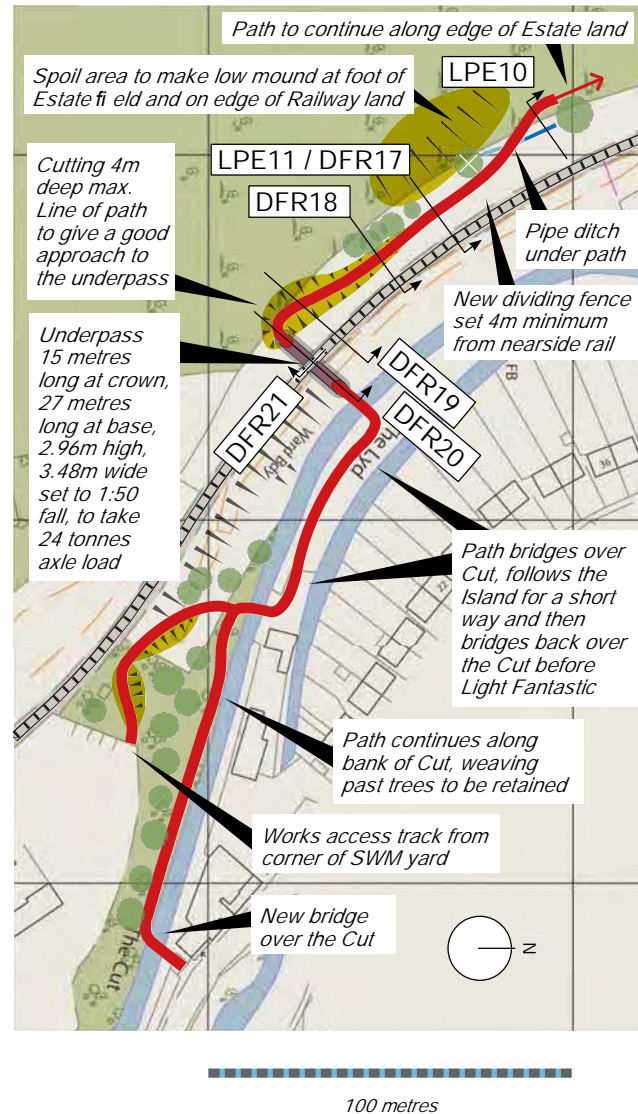 Path to continue along edge of Estate land
LPE10
Spoil area to make low mound at foot of
Estate field and on edge of Railway land
LPE11 / DFR17
DFR18
Cutting 4m
deep max.
Line of path
to give a good
approach to
the underpass
Pipe ditch
under path
New dividing fence
set 4m minimum
from nearside rail
Underpass
15 metres
long at crown,
27 metres
long at base,
2.96m high,
3.48m wide
set to 1:50
fall, to take
24 tonnes
axle load
DFR19
DFR20
DFR21
FB
Ward Bdy
The Lyd
36
22
Path bridges over
Cut, follows the
Island for a short
way and then
bridges back over
the Cut before
Light Fantastic
Path continues along
bank of Cut, weaving
past trees to be retained
Works access track from
corner of SWM yard
New bridge
over the Cut
The Cut
N
100 metres